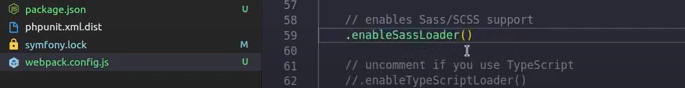 package.json U
phpunit.xml.dist
symfony.lock M
webpack.config.js U
57
58 // enables Sass/SCSS support
59 .enableSassLoader()
60
61 // uncomment if you use TypeScript
62 //.enableTypeScriptLoader()